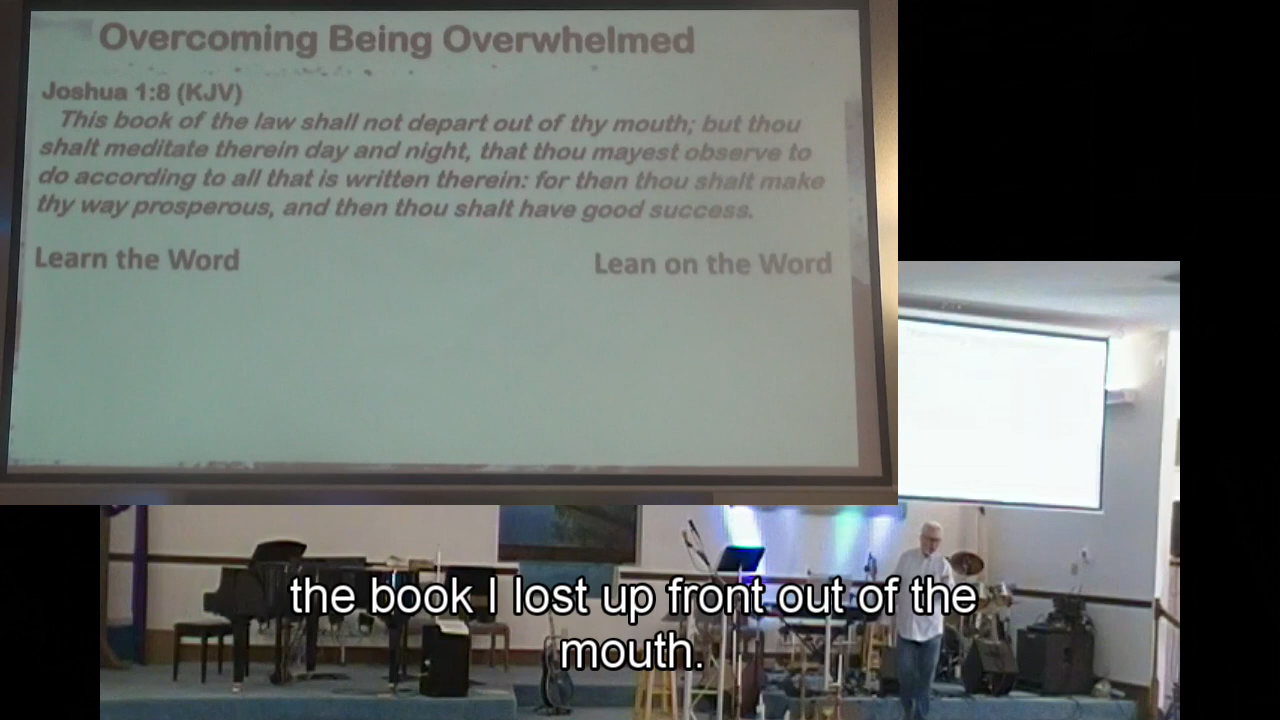 Overcoming Being Overwhelmed
Joshua 1:8 (KJV)
This book of the law shall not depart out of thy mouth; but thou
shalt meditate therein day and night, that thou mayest observe to
do according to all that is written therein: for then thou shalt make
thy way prosperous, and then thou shalt have good success.
Learn the Word
Lean on the Word
the book I lost up front out of the
mouth.